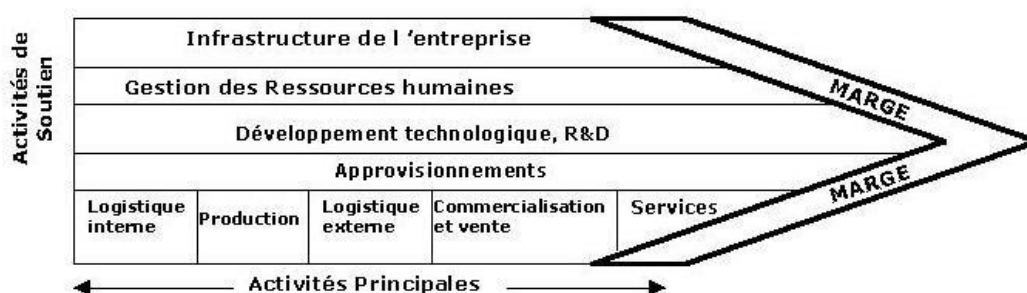 Activités de
Soutien
Infrastructure de l 'entreprise
Gestion des Ressources humaines
Développement technologique, R&D
Approvisionnements
Logistique
interne
Production
Logistique
externe
Commercialisation
et vente
Services
MARGE
MARGE
Activités Principales